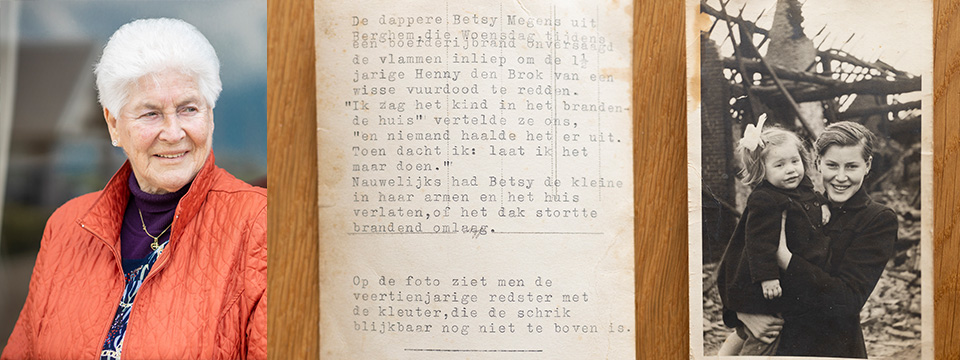 De dappere Betsy Megens uit
Berghem,die Woensdag tijdens
een boerderijbrand onversaagd
de vlammen inliep om de 1½
jarige Henny den Brok van een
wisse vuurdood te redden.
"Ik zag het kind in het branden-
de huis" vertelde ze ons,
"en niemand haalde het er uit.
Toen dacht ik: laat ik het
maar doen."
Nauwelijks had Betsy de kleine
in haar armen en het huis
verlaten,of het dak stortte
brandend omlaag.
Op de foto ziet men de
veertienjarige redster met
de kleuter,die de schrik
blijkbaar nog niet te boven is.